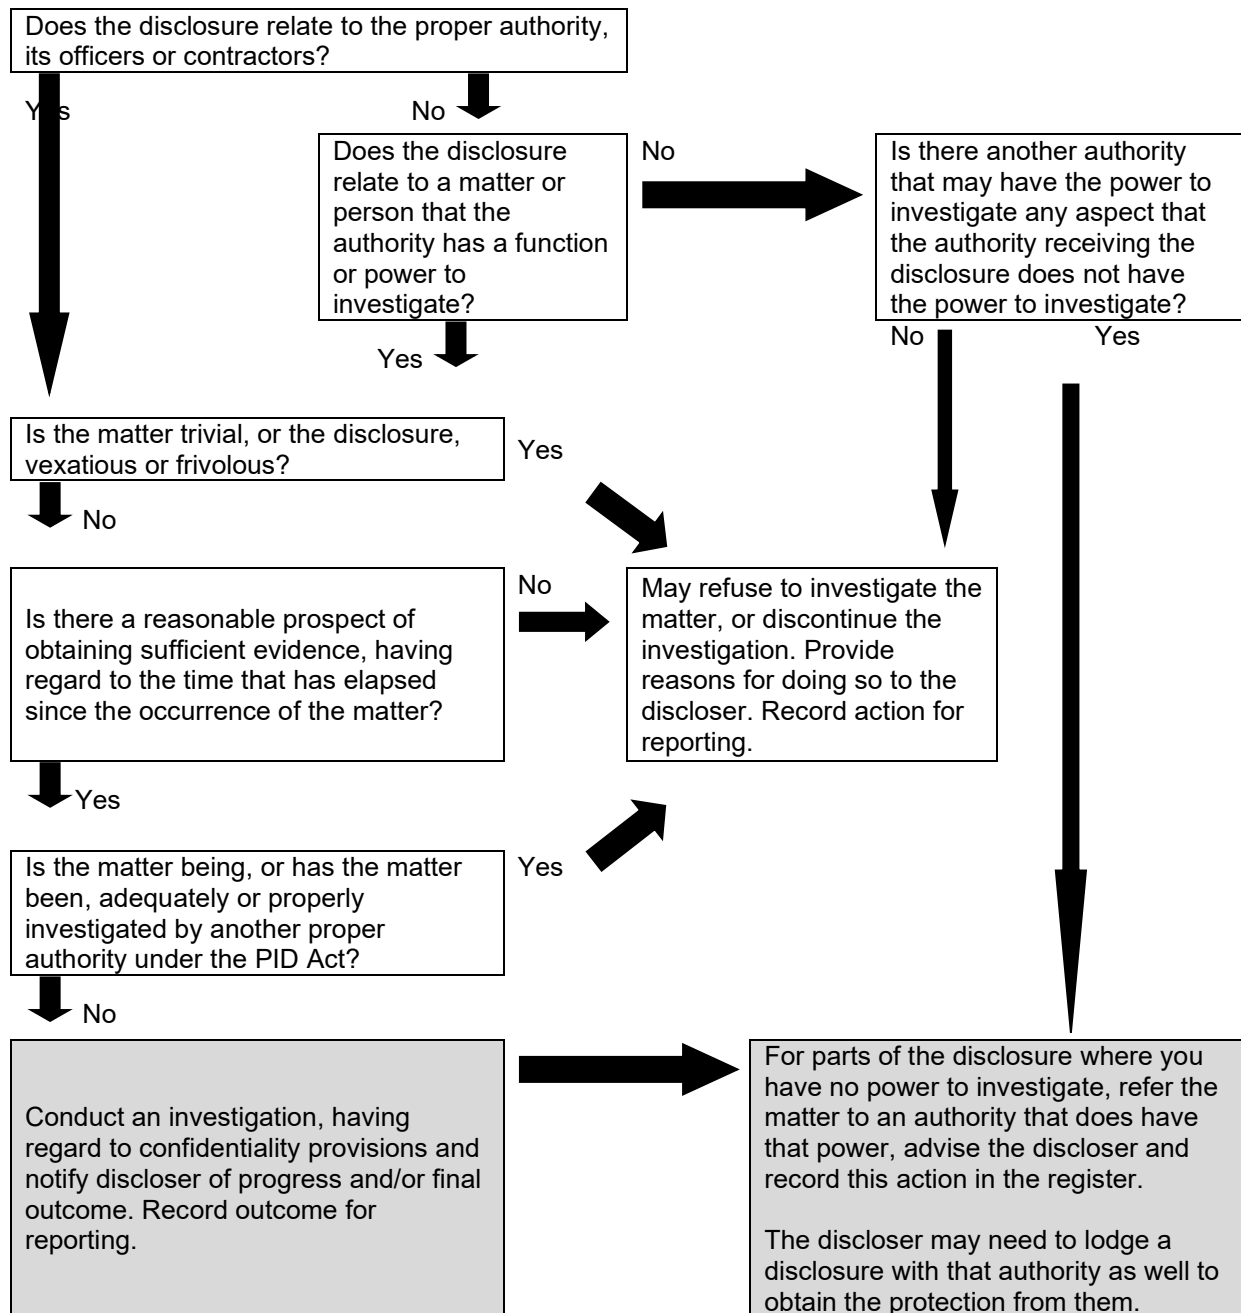 Does the disclosure relate to the proper authority,
its officers or contractors?
Yes
No
Does the disclosure
relate to a matter or
person that the
authority has a function
or power to
investigate?
No
Is there another authority
that may have the power to
investigate any aspect that
the authority receiving the
disclosure does not have
the power to investigate?
Yes
No
Yes
Is the matter trivial, or the disclosure,
vexatious or frivolous?
Yes
No
Is there a reasonable prospect of
obtaining sufficient evidence, having
regard to the time that has elapsed
since the occurrence of the matter?
No
May refuse to investigate the
matter, or discontinue the
investigation. Provide
reasons for doing so to the
discloser. Record action for
reporting.
Yes
Is the matter being, or has the matter
been, adequately or properly
investigated by another proper
authority under the PID Act?
Yes
No
Conduct an investigation, having
regard to confidentiality provisions and
notify discloser of progress and/or final
outcome. Record outcome for
reporting.
For parts of the disclosure where you
have no power to investigate, refer the
matter to an authority that does have
that power, advise the discloser and
record this action in the register.
The discloser may need to lodge a
disclosure with that authority as well to
obtain the protection from them.